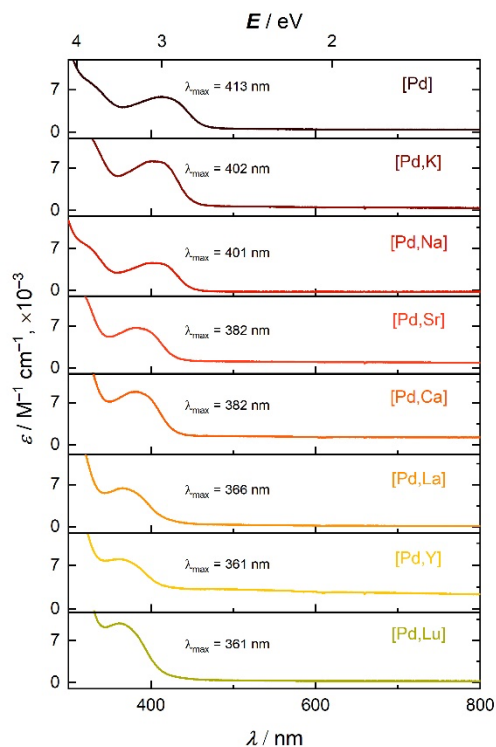 E / eV
4 3 2
7 λmax = 413 nm [Pd]
0
7 λmax = 402 nm [Pd,K]
0
7 λmax = 401 nm [Pd,Na]
0
7 λmax = 382 nm [Pd,Sr]
0
7 λmax = 382 nm [Pd,Ca]
0
7 λmax = 366 nm [Pd,La]
0
7 λmax = 361 nm [Pd,Y]
0
7 λmax = 361 nm [Pd,Lu]
0
ε / M⁻¹ cm⁻¹, ×10⁻³
400 600 800
λ / nm